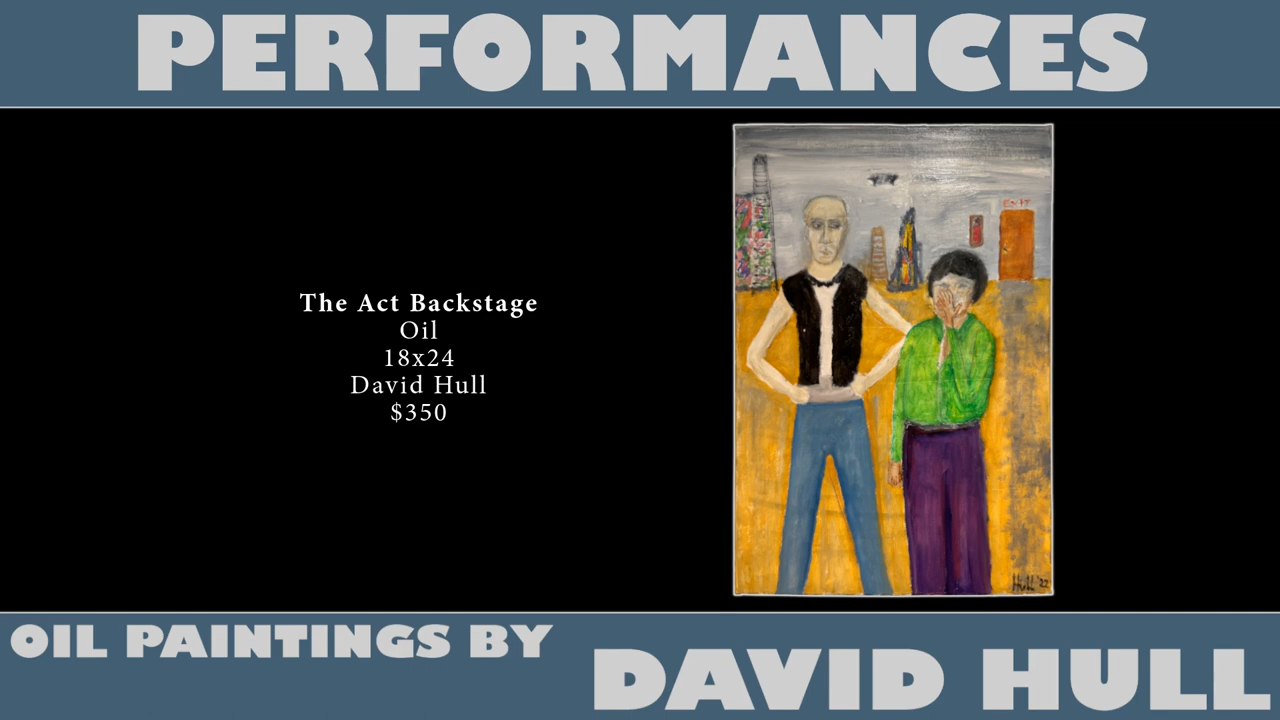 PERFORMANCES
EXIT
The Act Backstage
Oil
18x24
David Hull
$350
Hull '22
OIL PAINTINGS BY
DAVID HULL